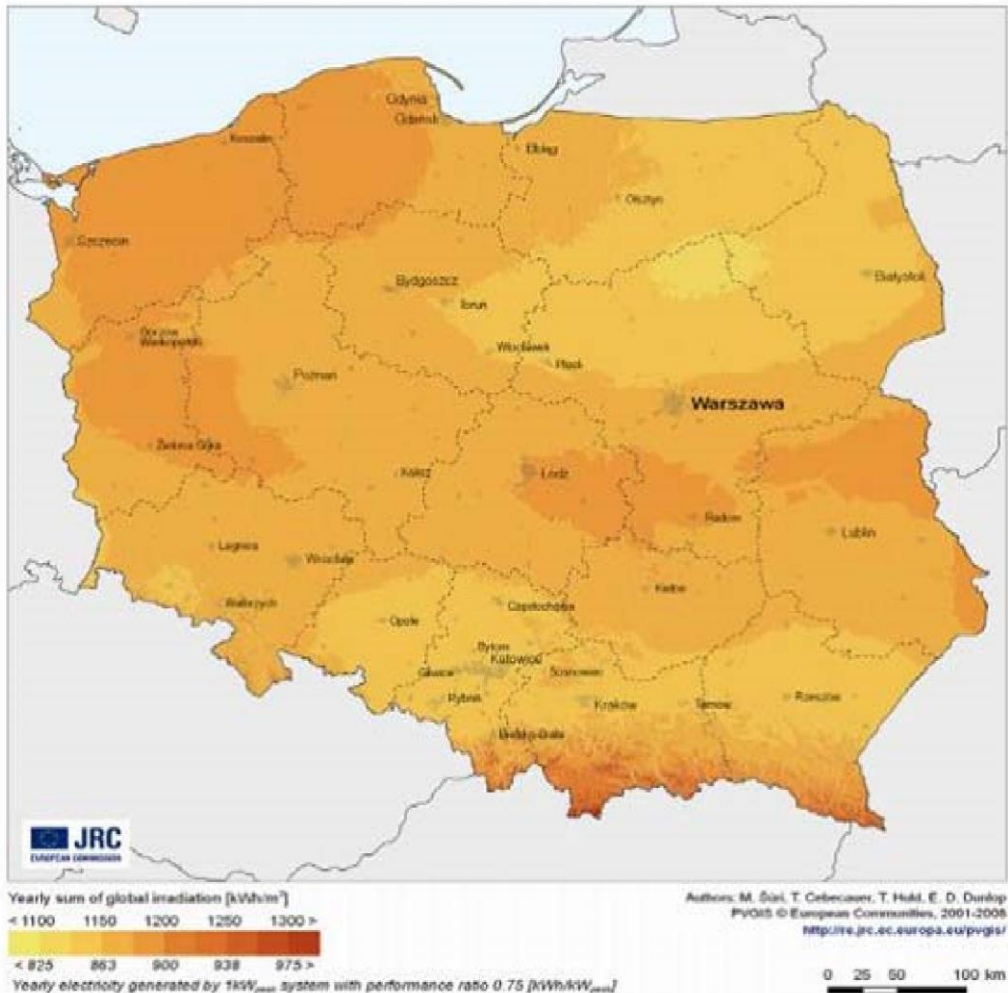 Gdynia
Gdańsk
Koszalin
Elbląg
Olsztyn
Szczecin
Białystok
Bydgoszcz
Toruń
Gorzów
Wielkopolski
Włocławek
Płock
Poznań
Warszawa
Zielona Góra
Kalisz
Łódź
Radom
Lublin
Legnica
Wrocław
Kielce
Wałbrzych
Częstochowa
Opole
Bytom
Katowice
Gliwice
Sosnowiec
Rybnik
Kraków
Tarnów
Rzeszów
Bielsko-Biała
JRC
EUROPEAN COMMISSION
Yearly sum of global irradiation [kWh/m²]
< 1100 1150 1200 1250 1300 >
< 825 863 900 938 975 >
Yearly electricity generated by 1kWpeak system with performance ratio 0.75 [kWh/kWpeak]
Authors: M. Šúri, T. Cebecauer, T. Huld, E. D. Dunlop
PVGIS © European Communities, 2001-2008
http://re.jrc.ec.europa.eu/pvgis/
0 25 50 100 km